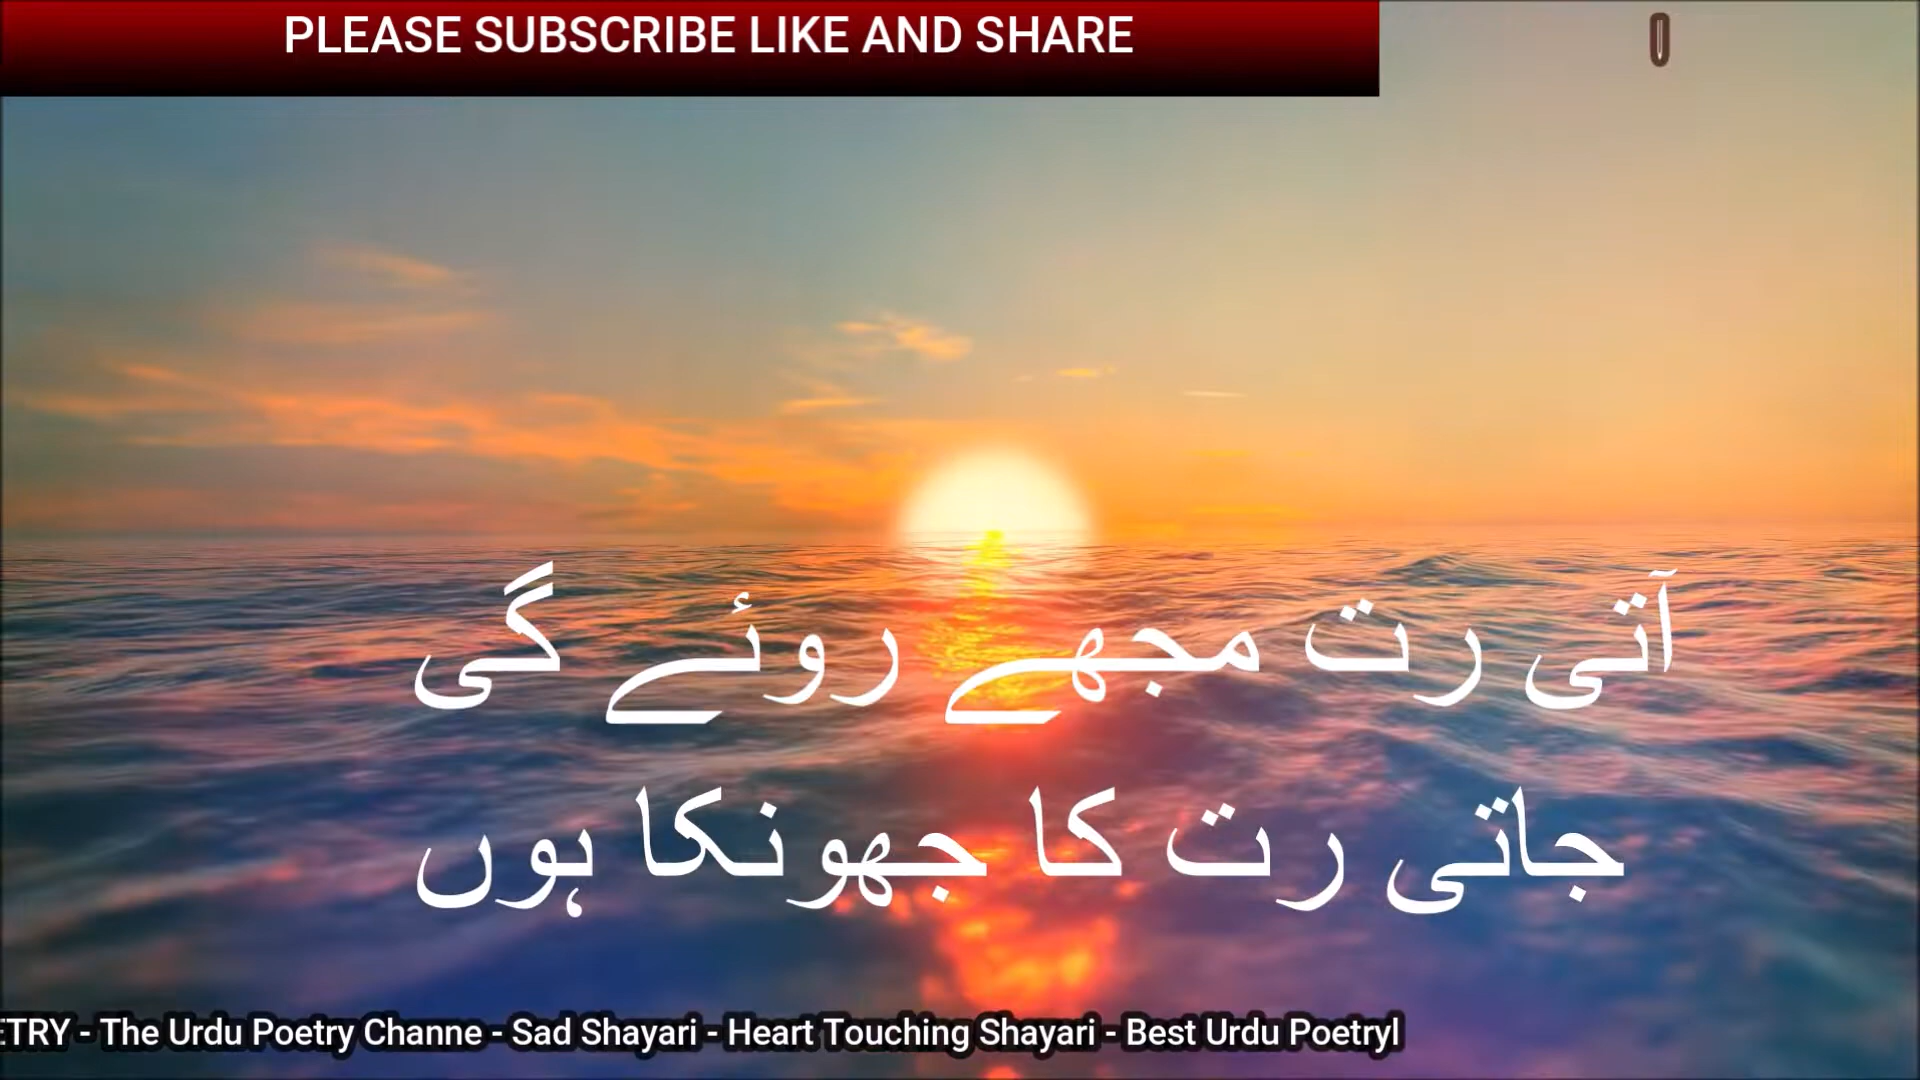 PLEASE SUBSCRIBE LIKE AND SHARE
آتی رت مجھے روئے گی
جاتی رت کا جھونکا ہوں
ETRY - The Urdu Poetry Channe - Sad Shayari - Heart Touching Shayari - Best Urdu Poetryl